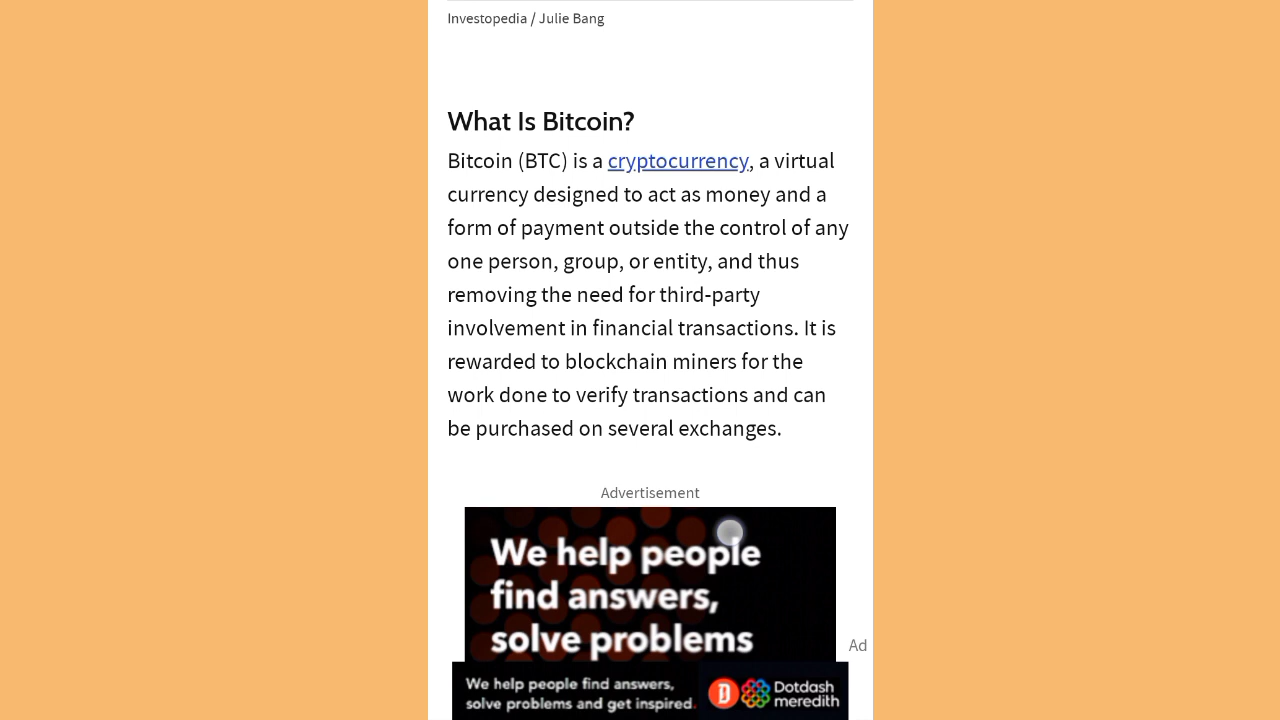 Investopedia / Julie Bang
What Is Bitcoin?
Bitcoin (BTC) is a cryptocurrency, a virtual
currency designed to act as money and a
form of payment outside the control of any
one person, group, or entity, and thus
removing the need for third-party
involvement in financial transactions. It is
rewarded to blockchain miners for the
work done to verify transactions and can
be purchased on several exchanges.
Advertisement
We help people
find answers,
solve problems
Ad
We help people find answers,
solve problems and get inspired.
Dotdash
meredith